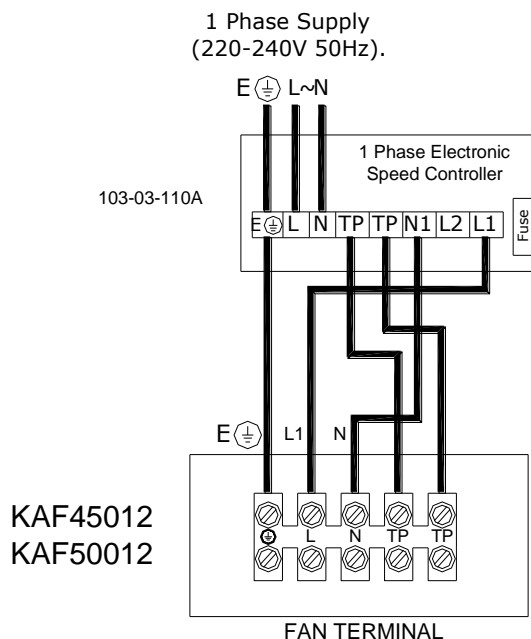 1 Phase Supply
(220-240V 50Hz).
E L~N
1 Phase Electronic
Speed Controller
103-03-110A
Fuse
E L N TP TP N1 L2 L1
E L1 N
KAF45012
KAF50012
L N TP TP
FAN TERMINAL